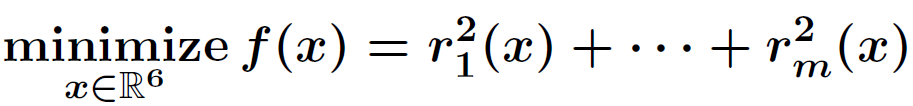 minimize f(x) = r₁²(x) + ··· + rₘ²(x)
x∈ℝ⁶